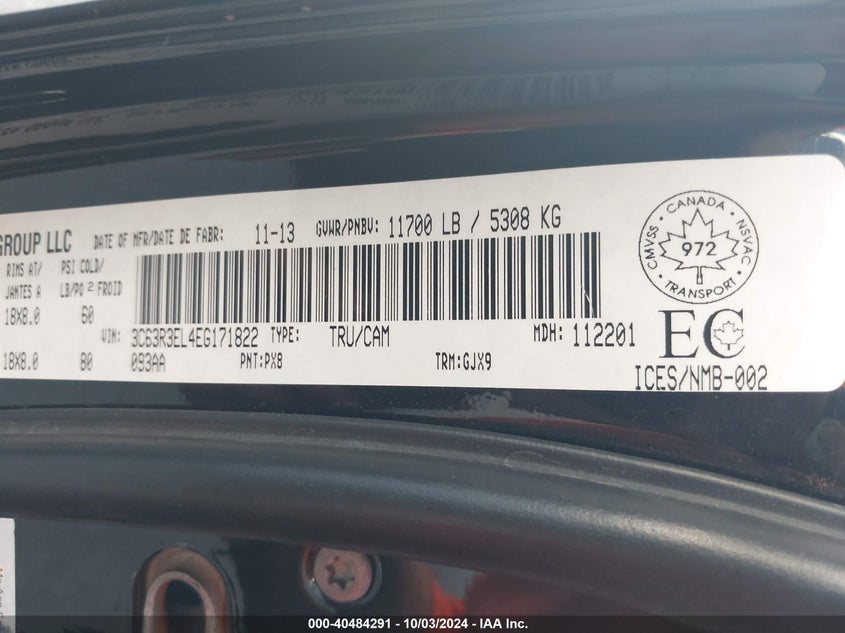 GROUP LLC DATE OF MFR/DATE DE FABR: 11-13 GVWR/PNBV: 11700 LB / 5308 KG
RIMS AT/ PSI COLD/
JANTES A LB/PO 2 FROID
18X8.0 60
VIN: 3C63R3EL4EG171822 TYPE: TRU/CAM MDH: 112201
18X8.0 80 093AA PNT:PX8 TRM:GJX9
CANADA
CMVSS 972 NSVAC
TRANSPORT
EC
ICES/NMB-002
000-40484291 - 10/03/2024 - IAA Inc.